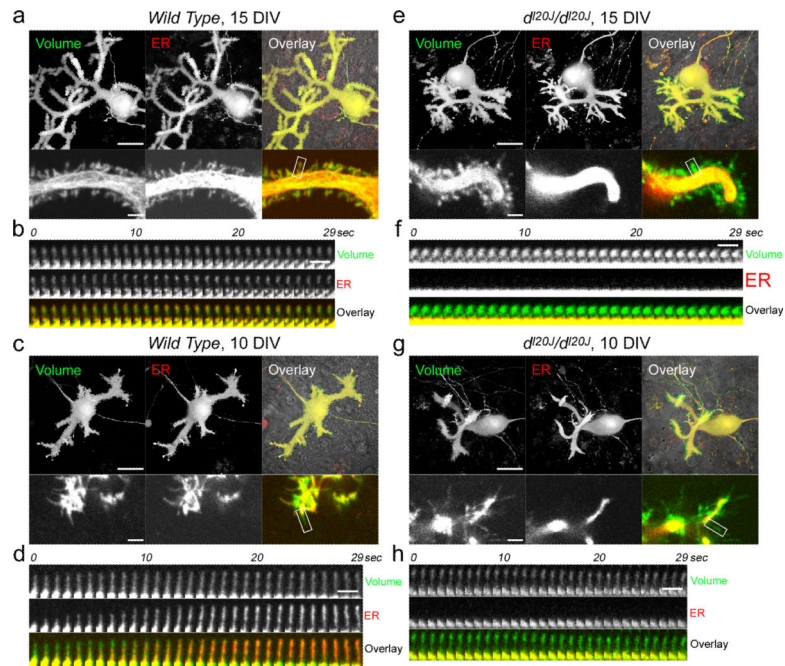 a Wild Type, 15 DIV
Volume ER Overlay
b 0 10 20 29 sec
Volume
ER
Overlay
c Wild Type, 10 DIV
Volume ER Overlay
d 0 10 20 29 sec
Volume
ER
Overlay
e dl20J/dl20J, 15 DIV
Volume ER Overlay
f 0 10 20 29 sec
Volume
ER
Overlay
g dl20J/dl20J, 10 DIV
Volume ER Overlay
h 0 10 20 29 sec
Volume
ER
Overlay